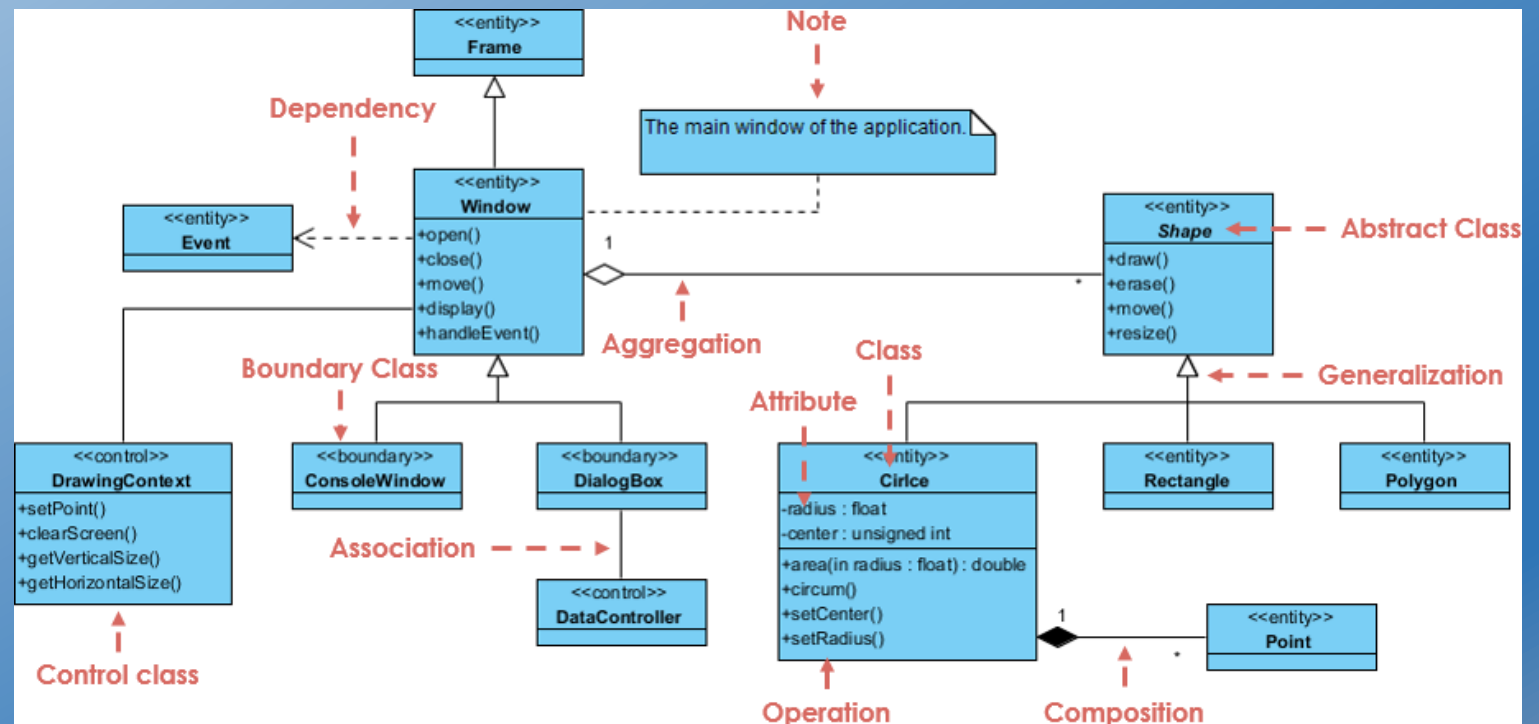 <<entity>>
Frame
Note
Dependency
The main window of the application.
<<entity>>
Window
+open()
+close()
+move()
+display()
+handleEvent()
<<entity>>
Event
1
*
<<entity>>
Shape
+draw()
+erase()
+move()
+resize()
Abstract Class
Aggregation
Boundary Class
Class
Attribute
Generalization
<<control>>
DrawingContext
+setPoint()
+clearScreen()
+getVerticalSize()
+getHorizontalSize()
<<boundary>>
ConsoleWindow
<<boundary>>
DialogBox
<<entity>>
Cirlce
-radius : float
-center : unsigned int
+area(in radius : float) : double
+circum()
+setCenter()
+setRadius()
<<entity>>
Rectangle
<<entity>>
Polygon
Association
<<control>>
DataController
1
*
<<entity>>
Point
Control class
Operation
Composition